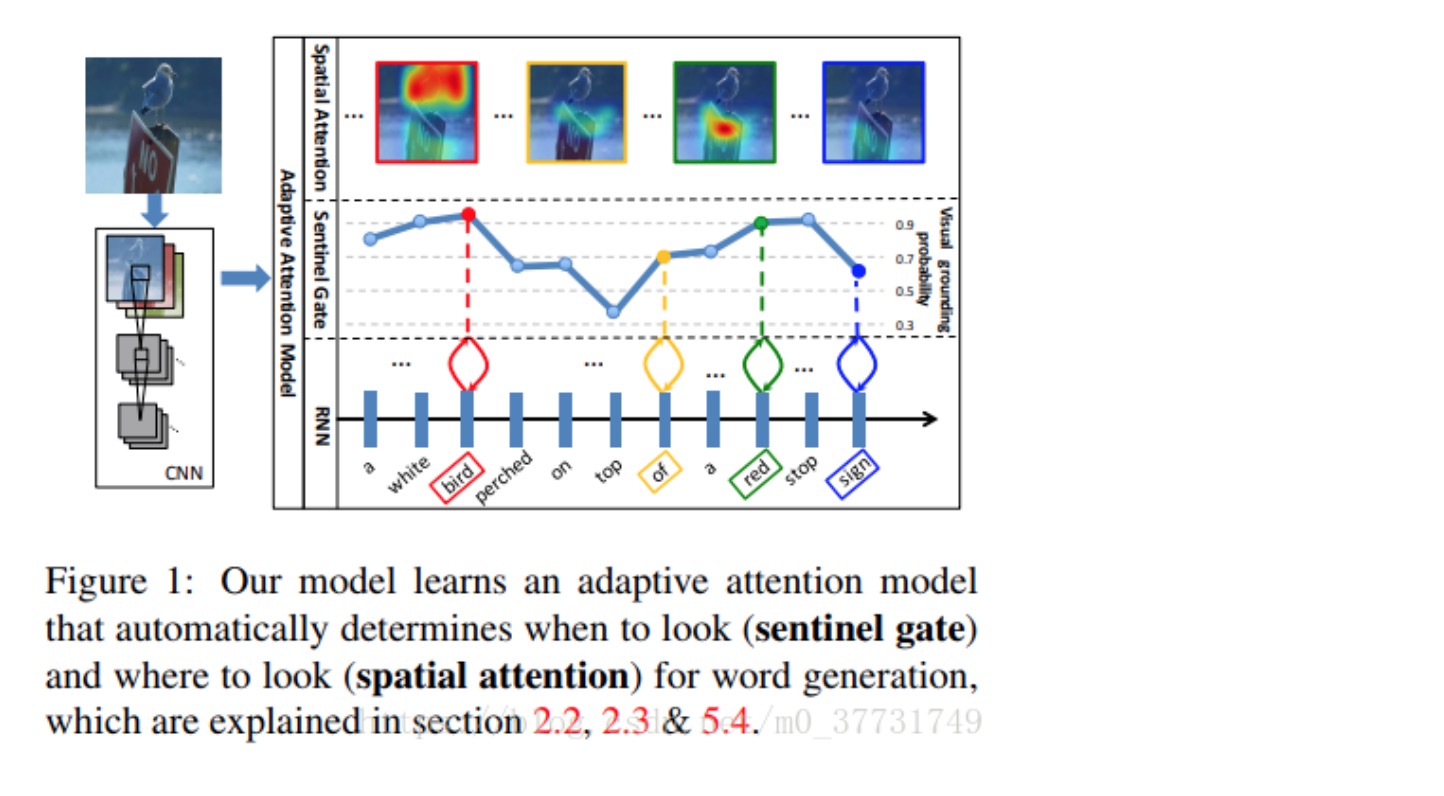 Adaptive Attention Model
Spatial Attention
... ... ... ...
NO
Sentinel Gate
0.9
0.7
0.5
0.3
Visual grounding
probability
... ... ... ...
RNN
CNN
a white bird perched on top of a red stop sign
Figure 1: Our model learns an adaptive attention model
that automatically determines when to look (sentinel gate)
and where to look (spatial attention) for word generation,
which are explained in section 2.2, 2.3 & 5.4.
https://blog.csdn.net/m0_37731749